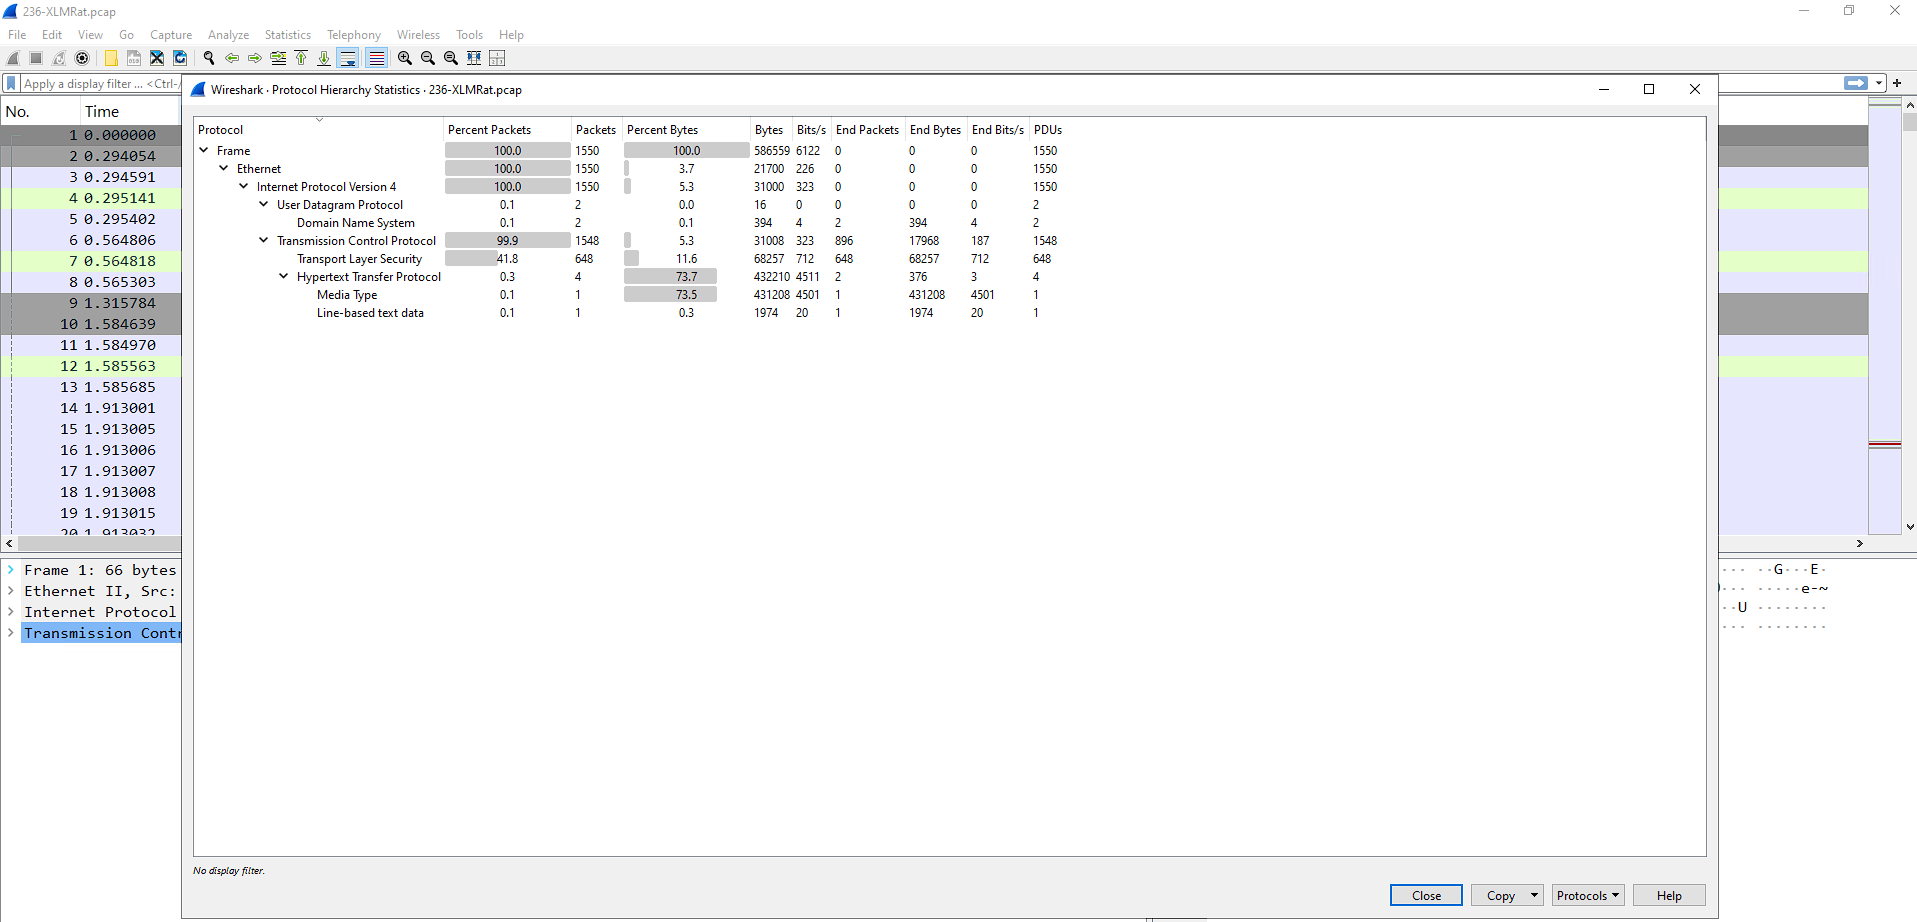 236-XLMRat.pcap
File Edit View Go Capture Analyze Statistics Telephony Wireless Tools Help
Apply a display filter ... <Ctrl-/
Wireshark · Protocol Hierarchy Statistics · 236-XLMRat.pcap
No. Time
1 0.000000
2 0.294054
3 0.294591
4 0.295141
5 0.295402
6 0.564806
7 0.564818
8 0.565303
9 1.315784
10 1.584639
11 1.584970
12 1.585563
13 1.585685
14 1.913001
15 1.913005
16 1.913006
17 1.913007
18 1.913008
19 1.913015
20 1.913032
Protocol Percent Packets Packets Percent Bytes Bytes Bits/s End Packets End Bytes End Bits/s PDUs
Frame 100.0 1550 100.0 586559 6122 0 0 0 1550
Ethernet 100.0 1550 3.7 21700 226 0 0 0 1550
Internet Protocol Version 4 100.0 1550 5.3 31000 323 0 0 0 1550
User Datagram Protocol 0.1 2 0.0 16 0 0 0 0 2
Domain Name System 0.1 2 0.1 394 4 2 394 4 2
Transmission Control Protocol 99.9 1548 5.3 31008 323 896 17968 187 1548
Transport Layer Security 41.8 648 11.6 68257 712 648 68257 712 648
Hypertext Transfer Protocol 0.3 4 73.7 432210 4511 2 376 3 4
Media Type 0.1 1 73.5 431208 4501 1 431208 4501 1
Line-based text data 0.1 1 0.3 1974 20 1 1974 20 1
Frame 1: 66 bytes
Ethernet II, Src:
Internet Protocol
Transmission Contr
··· ··G···E·
··· ·····e-~
··U ········
··· ········
No display filter.
Close Copy Protocols Help